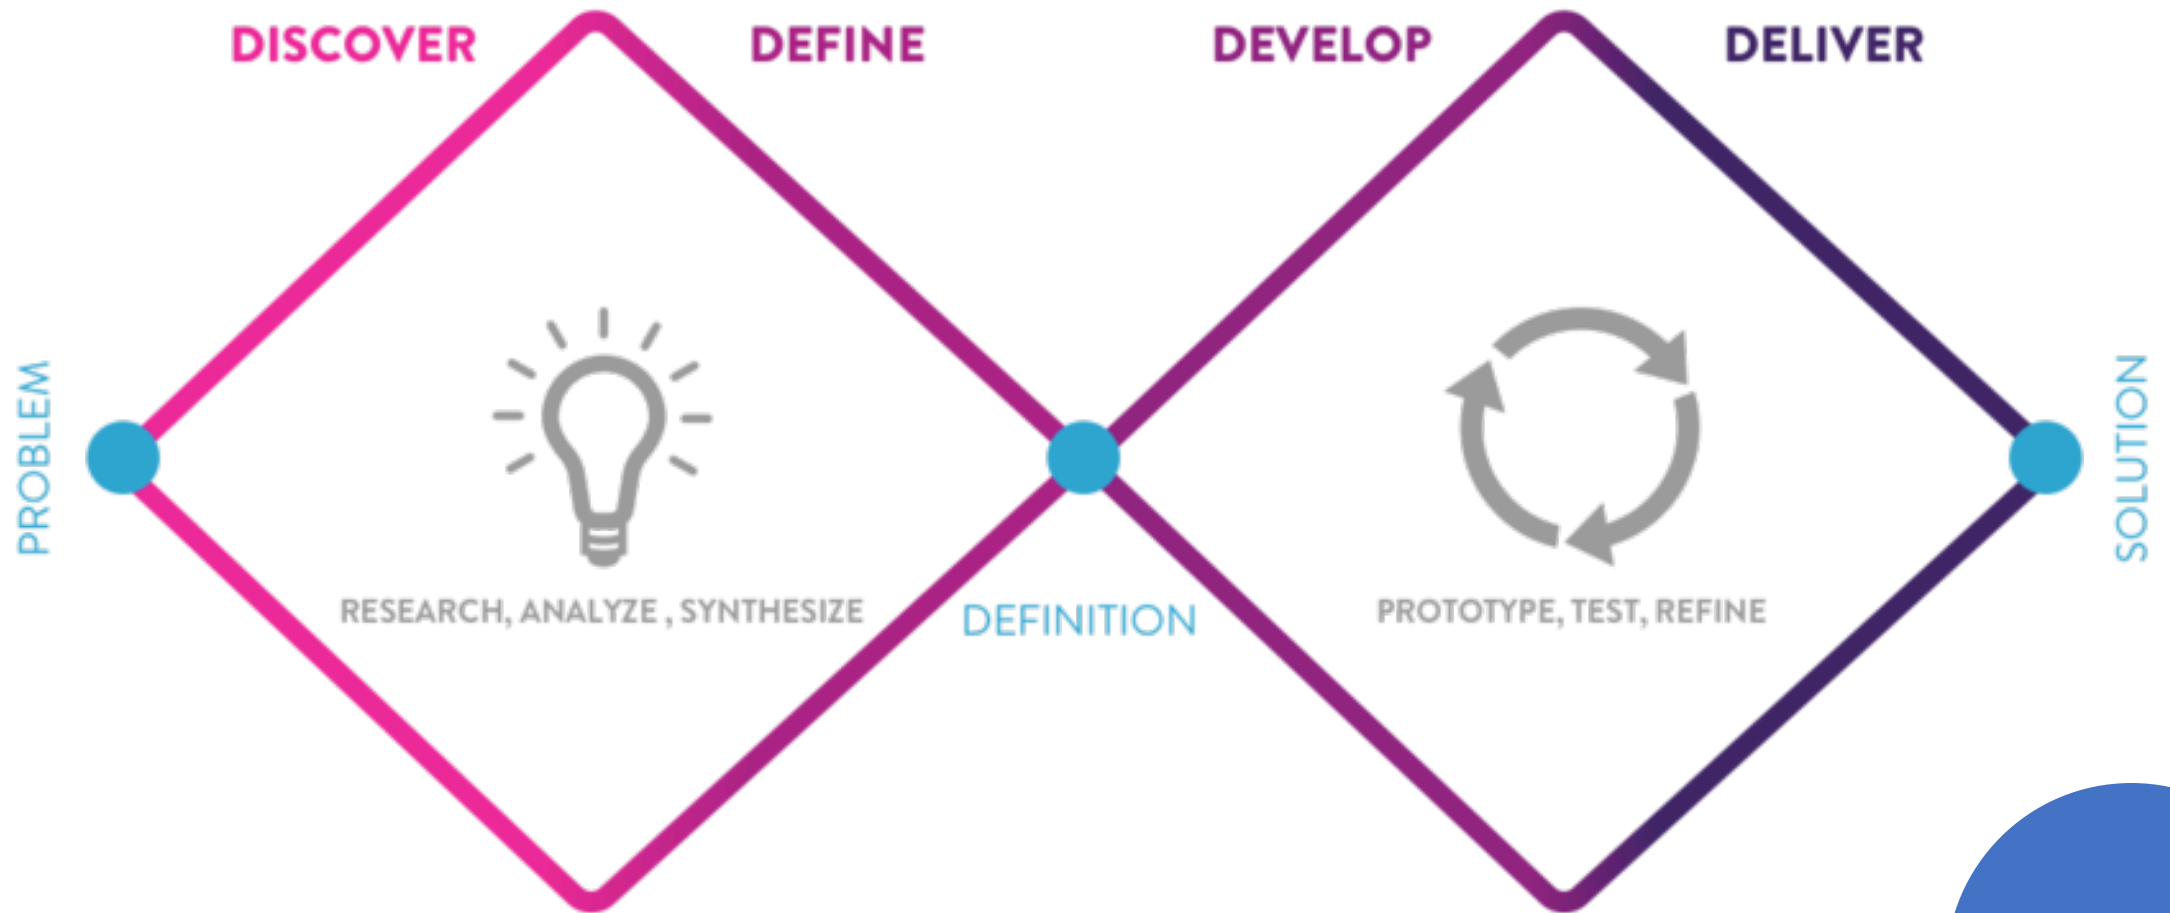 DISCOVER
DEFINE
DEVELOP
DELIVER
PROBLEM
SOLUTION
RESEARCH, ANALYZE , SYNTHESIZE
DEFINITION
PROTOTYPE, TEST, REFINE